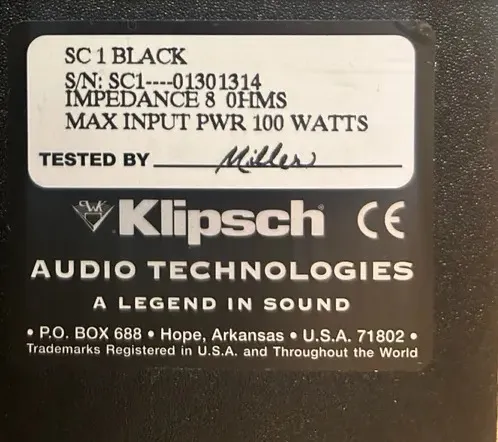 SC 1 BLACK
S/N: SC1----01301314
IMPEDANCE 8 0HMS
MAX INPUT PWR 100 WATTS
TESTED BY Miller
Klipsch® CE
AUDIO TECHNOLOGIES
A LEGEND IN SOUND
• P.O. BOX 688 • Hope, Arkansas • U.S.A. 71802 •
Trademarks Registered in U.S.A. and Throughout the World